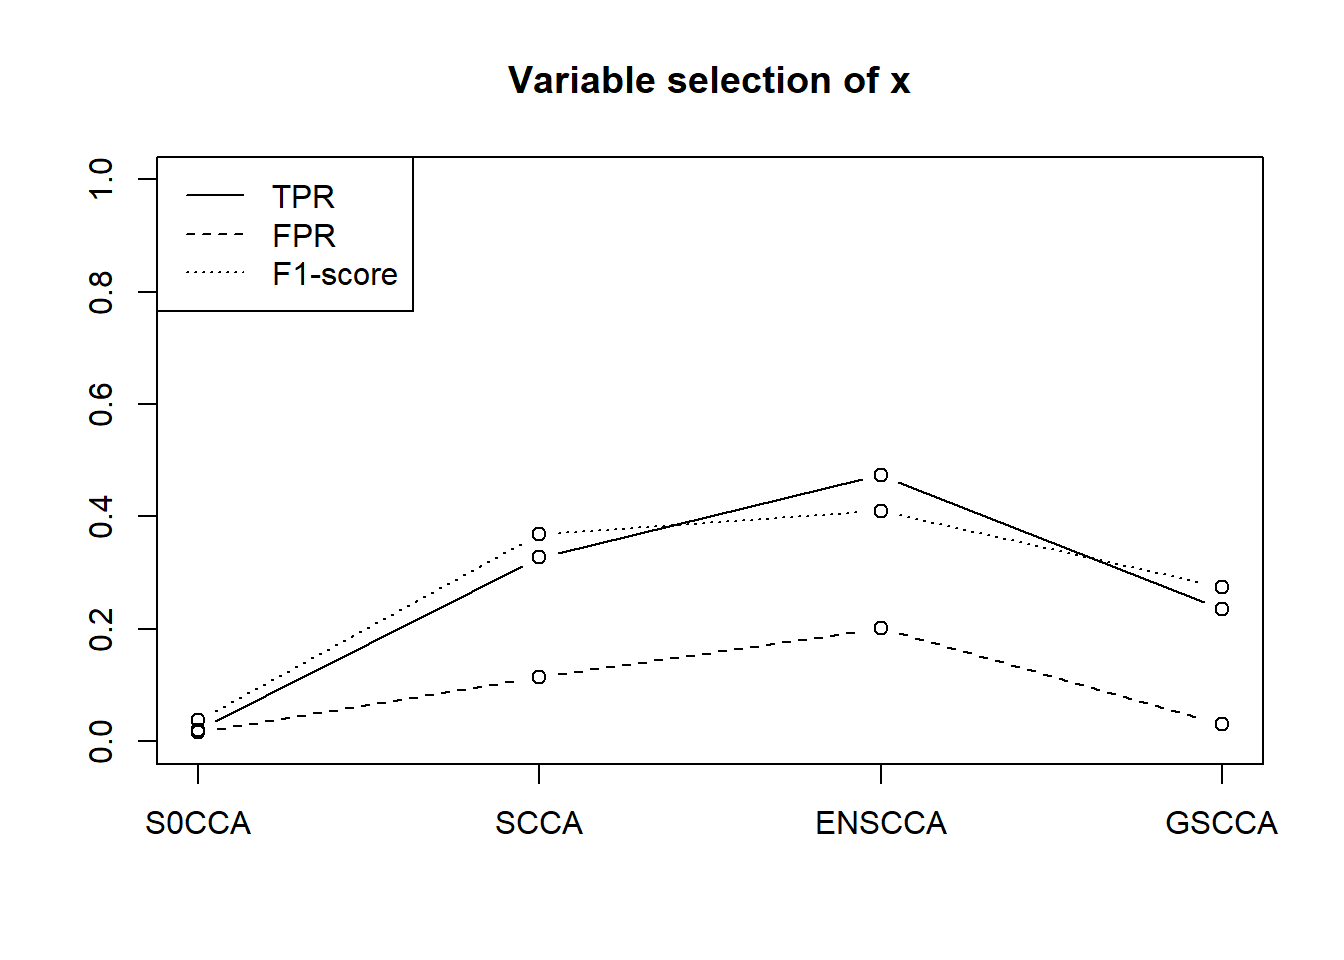 Variable selection of x
TPR
FPR
F1-score
1.0
0.8
0.6
0.4
0.2
0.0
S0CCA SCCA ENSCCA GSCCA